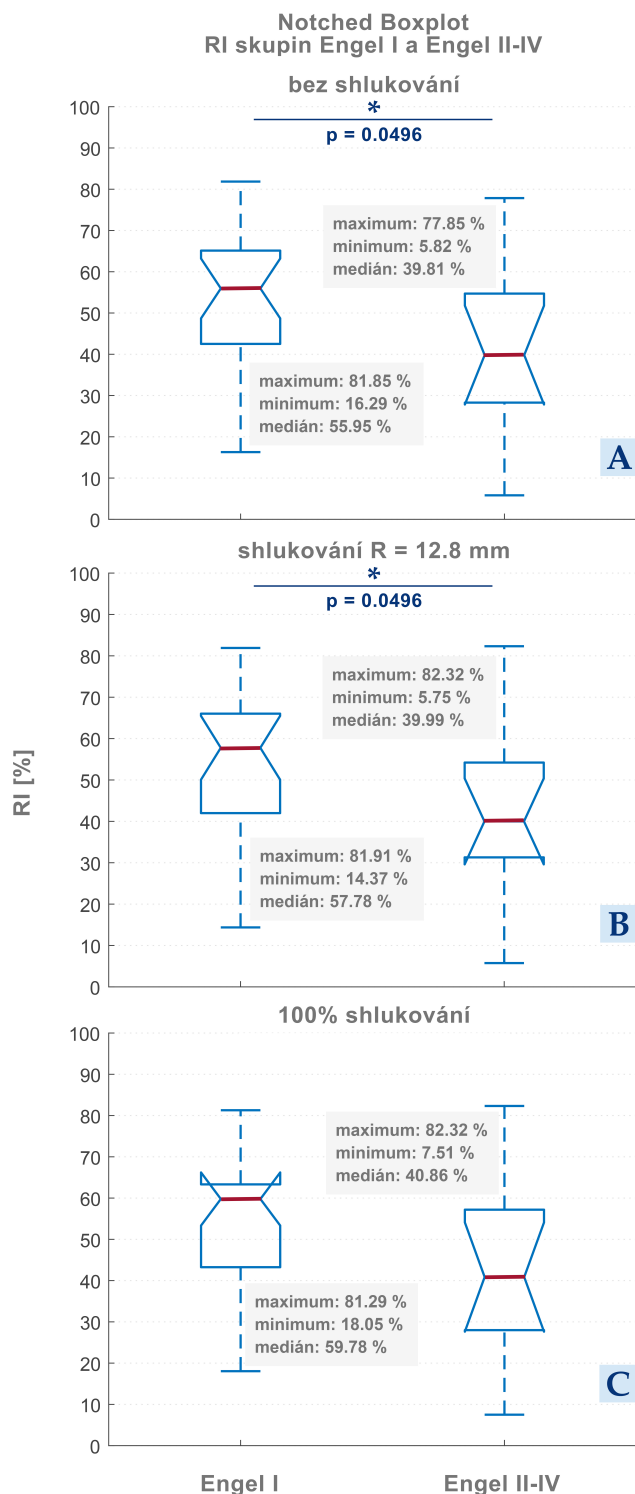 Notched Boxplot
RI skupin Engel I a Engel II-IV
bez shlukování
*
p = 0.0496
100
90
80
70
60
50
40
30
20
10
0
maximum: 77.85 %
minimum: 5.82 %
medián: 39.81 %
maximum: 81.85 %
minimum: 16.29 %
medián: 55.95 %
A
shlukování R = 12.8 mm
*
p = 0.0496
100
90
80
70
60
50
40
30
20
10
0
maximum: 82.32 %
minimum: 5.75 %
medián: 39.99 %
RI [%]
maximum: 81.91 %
minimum: 14.37 %
medián: 57.78 %
B
100% shlukování
100
90
80
70
60
50
40
30
20
10
0
maximum: 82.32 %
minimum: 7.51 %
medián: 40.86 %
maximum: 81.29 %
minimum: 18.05 %
medián: 59.78 %
C
Engel I
Engel II-IV